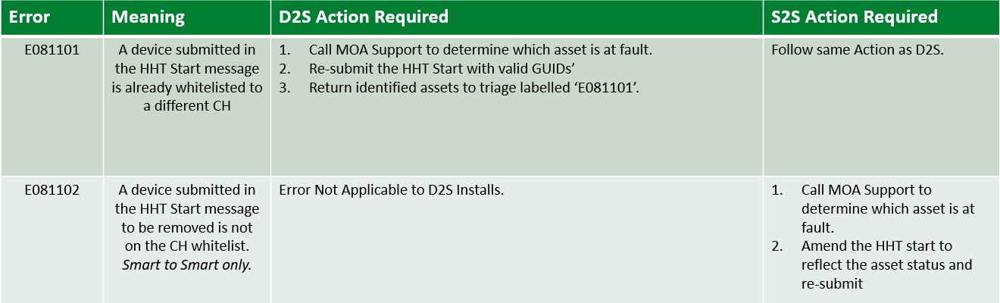 Error
Meaning
D2S Action Required
S2S Action Required
E081101
A device submitted in
the HHT Start message
is already whitelisted to
a different CH
1. Call MOA Support to determine which asset is at fault.
2. Re-submit the HHT Start with valid GUIDs’
3. Return identified assets to triage labelled ‘E081101’.
Follow same Action as D2S.
E081102
A device submitted in
the HHT Start message
to be removed is not
on the CH whitelist.
Smart to Smart only.
Error Not Applicable to D2S Installs.
1. Call MOA Support to
determine which asset is at
fault.
2. Amend the HHT start to
reflect the asset status and
re-submit